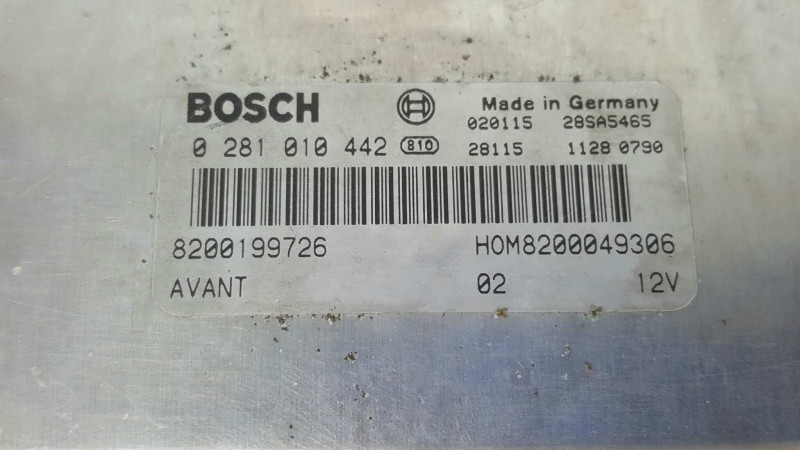 BOSCH Made in Germany
020115 28SA5465
0 281 010 442 810 28115 1128 0790
8200199726 HOM8200049306
AVANT 02 12V